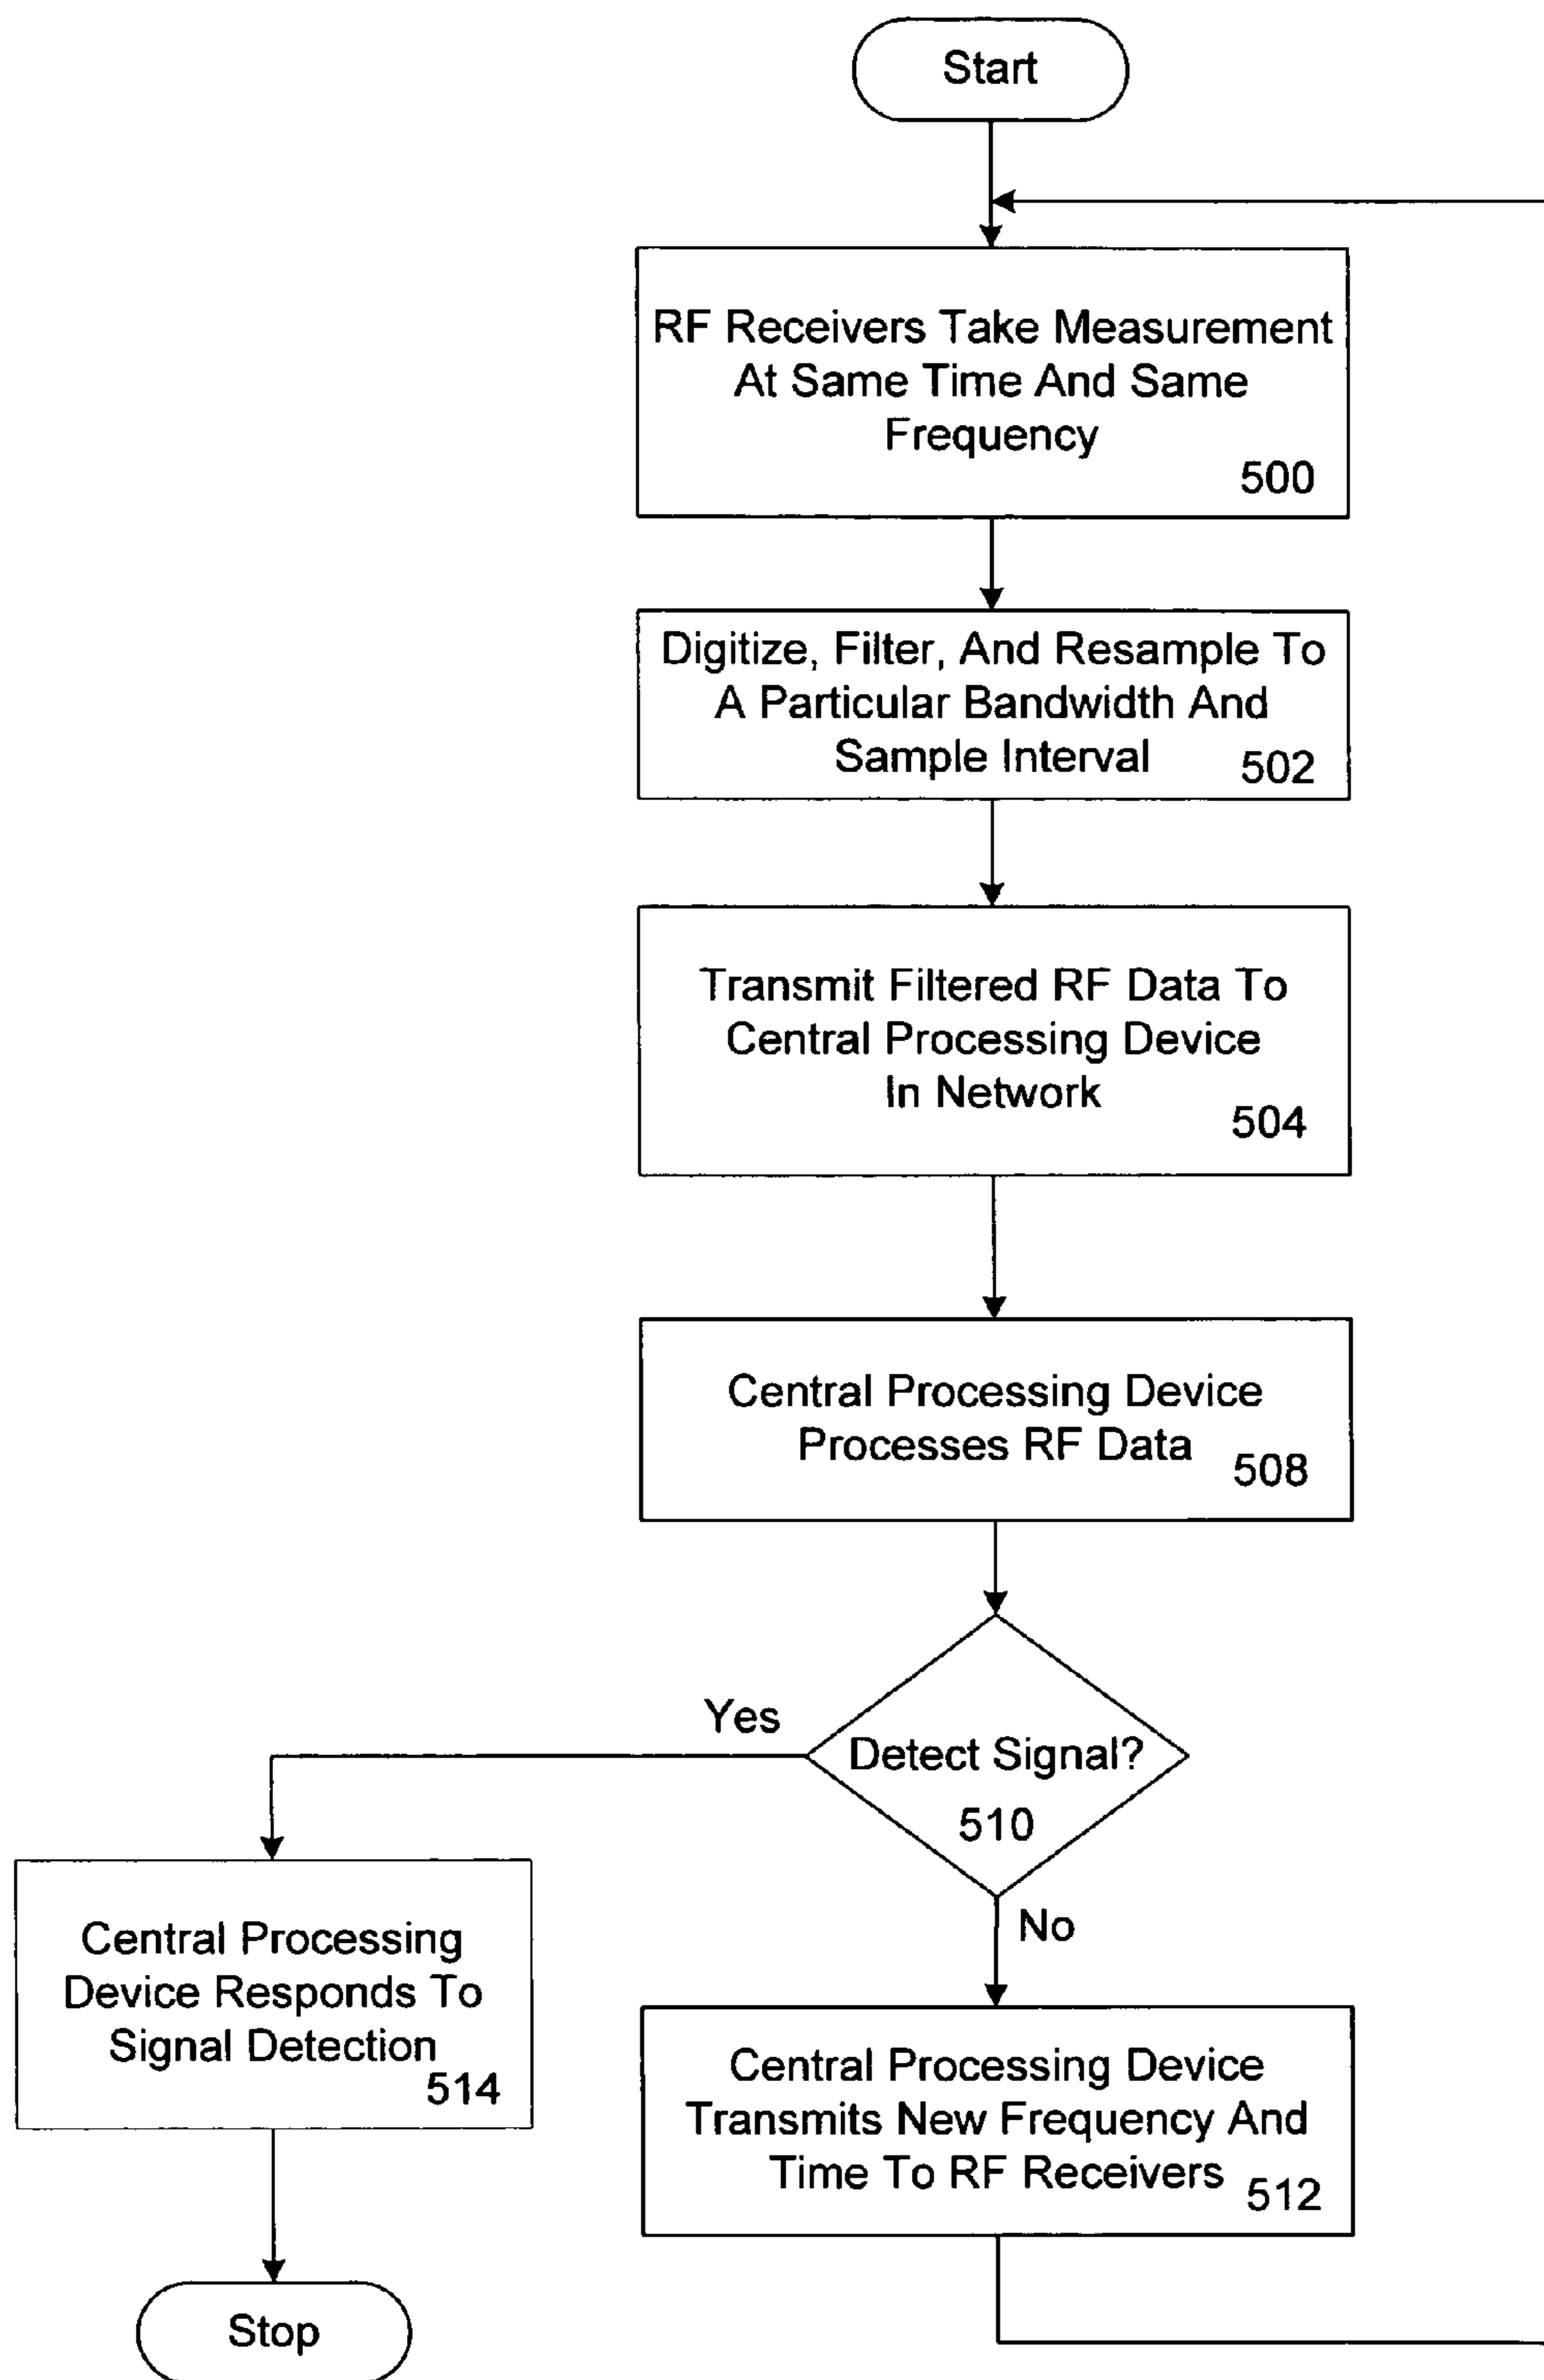 Start
RF Receivers Take Measurement
At Same Time And Same
Frequency
500
Digitize, Filter, And Resample To
A Particular Bandwidth And
Sample Interval
502
Transmit Filtered RF Data To
Central Processing Device
In Network
504
Central Processing Device
Processes RF Data
508
Yes
Detect Signal?
510
No
Central Processing
Device Responds To
Signal Detection
514
Central Processing Device
Transmits New Frequency And
Time To RF Receivers
512
Stop